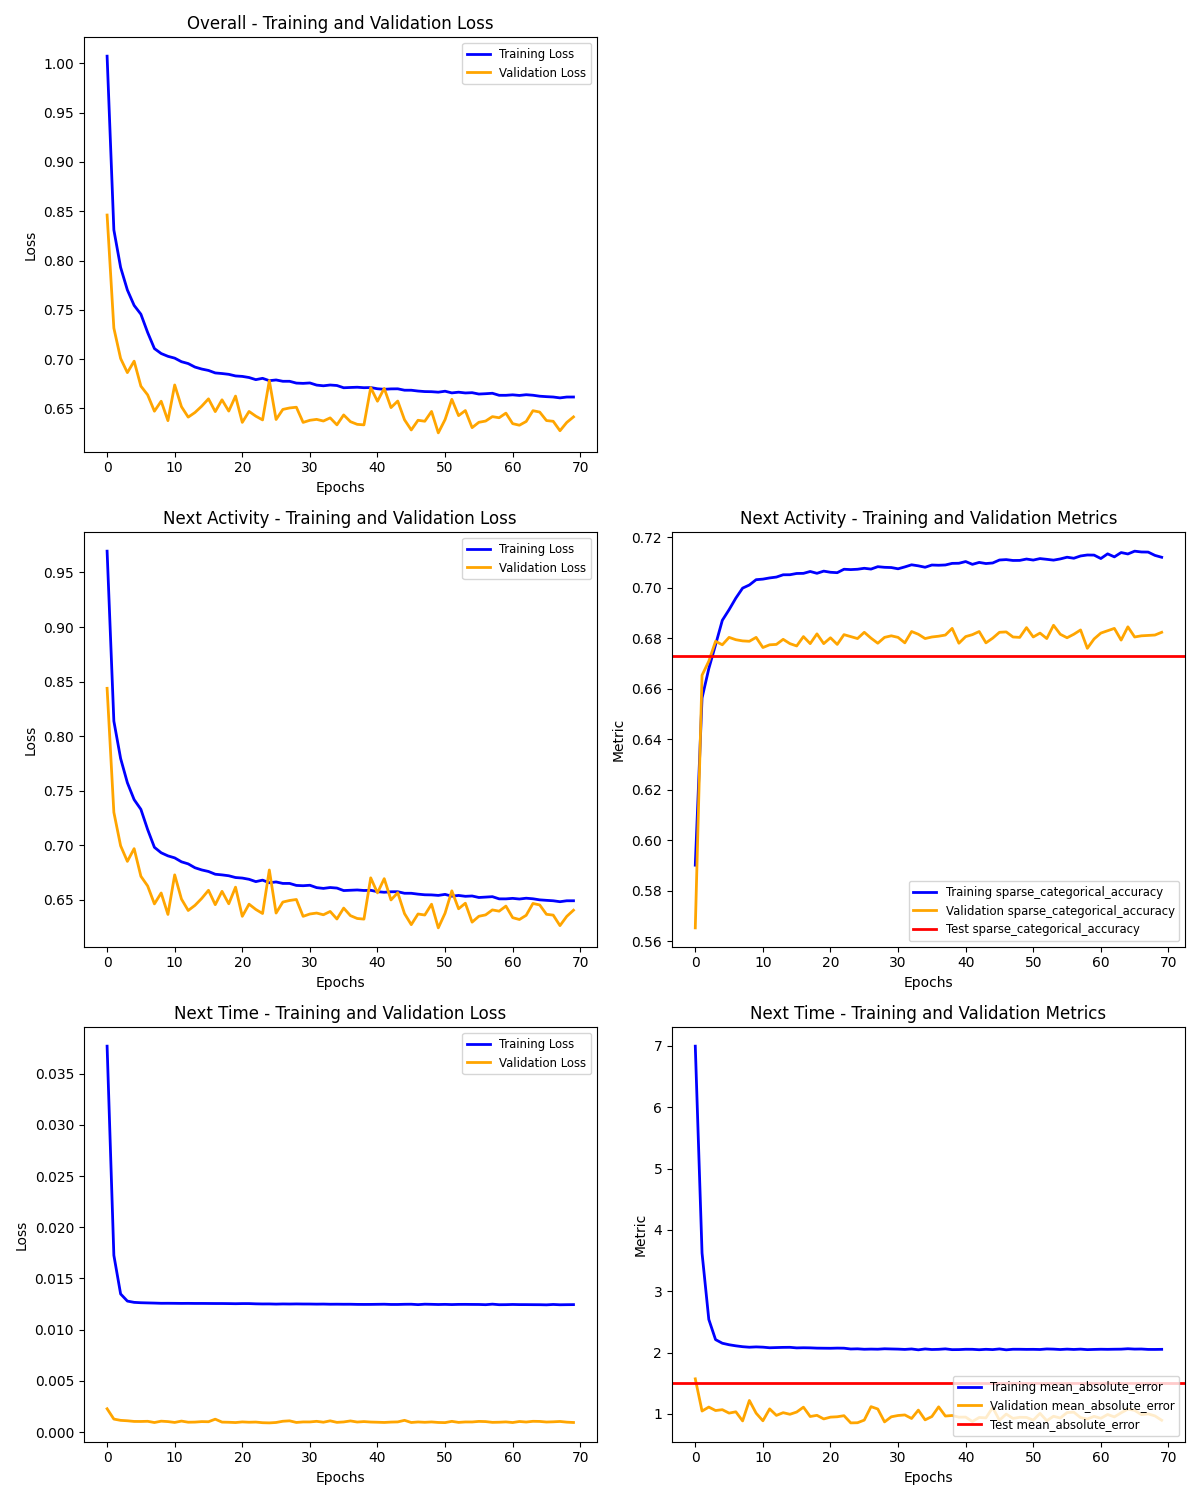 Overall - Training and Validation Loss
Training Loss
Validation Loss
1.00
0.95
0.90
0.85
0.80
0.75
0.70
0.65
Loss
0 10 20 30 40 50 60 70
Epochs
Next Activity - Training and Validation Loss
Training Loss
Validation Loss
0.95
0.90
0.85
0.80
0.75
0.70
0.65
Loss
0 10 20 30 40 50 60 70
Epochs
Next Activity - Training and Validation Metrics
0.72
0.70
0.68
0.66
0.64
0.62
0.60
0.58
0.56
Metric
Training sparse_categorical_accuracy
Validation sparse_categorical_accuracy
Test sparse_categorical_accuracy
0 10 20 30 40 50 60 70
Epochs
Next Time - Training and Validation Loss
Training Loss
Validation Loss
0.035
0.030
0.025
0.020
0.015
0.010
0.005
0.000
Loss
0 10 20 30 40 50 60 70
Epochs
Next Time - Training and Validation Metrics
7
6
5
4
3
2
1
Metric
Training mean_absolute_error
Validation mean_absolute_error
Test mean_absolute_error
0 10 20 30 40 50 60 70
Epochs